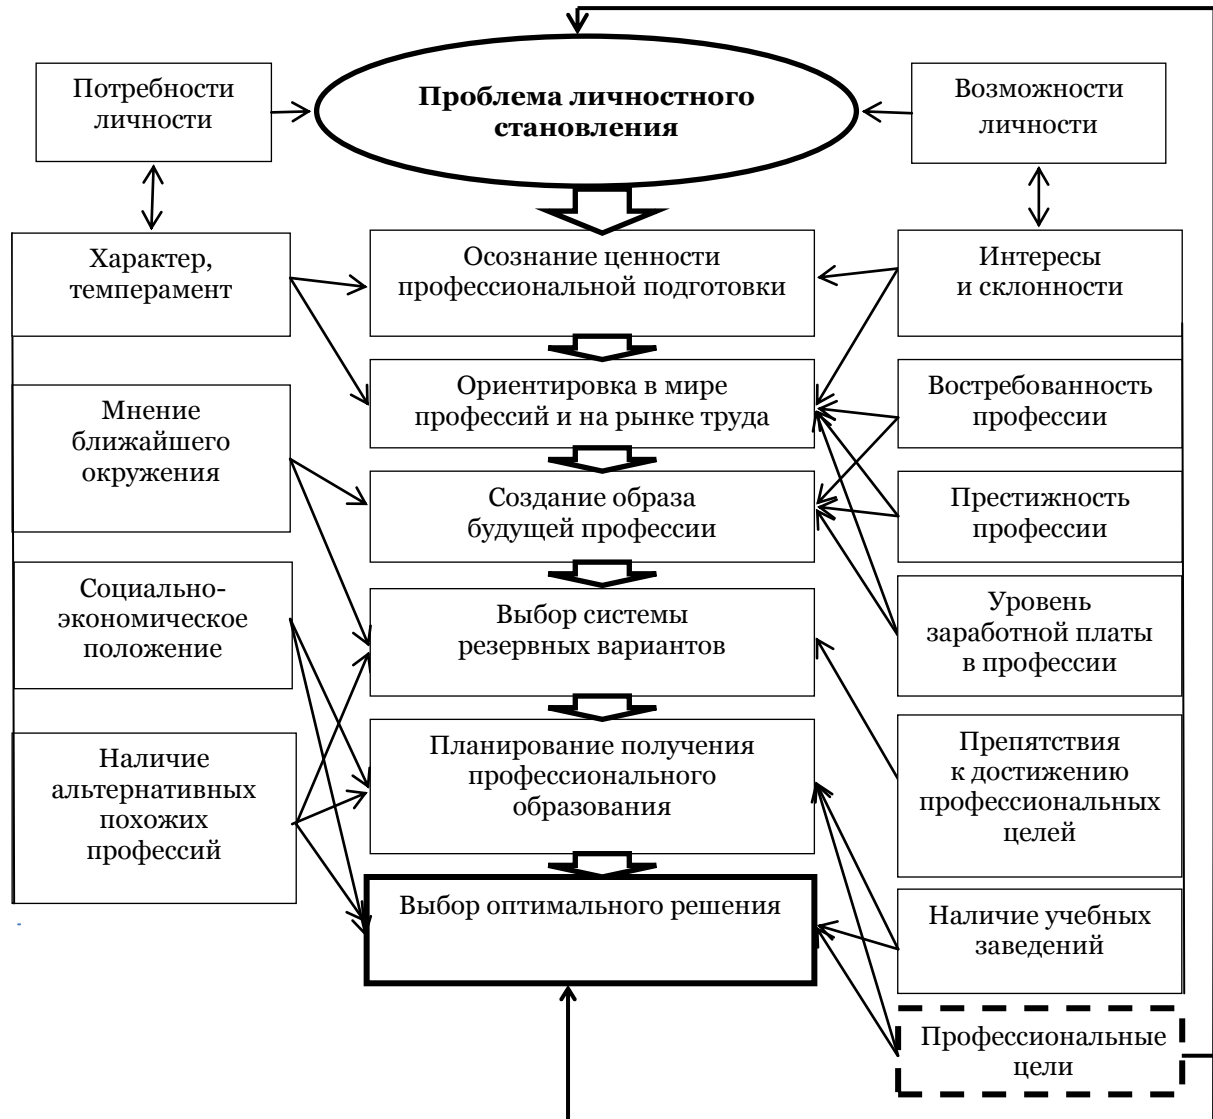 Потребности
личности
Проблема личностного
становления
Возможности
личности
Характер,
темперамент
Осознание ценности
профессиональной подготовки
Интересы
и склонности
Мнение
ближайшего
окружения
Ориентировка в мире
профессий и на рынке труда
Востребованность
профессии
Создание образа
будущей профессии
Престижность
профессии
Социально-
экономическое
положение
Выбор системы
резервных вариантов
Уровень
заработной платы
в профессии
Наличие
альтернативных
похожих
профессий
Планирование получения
профессионального
образования
Препятствия
к достижению
профессиональных
целей
Выбор оптимального решения
Наличие учебных
заведений
Профессиональные
цели